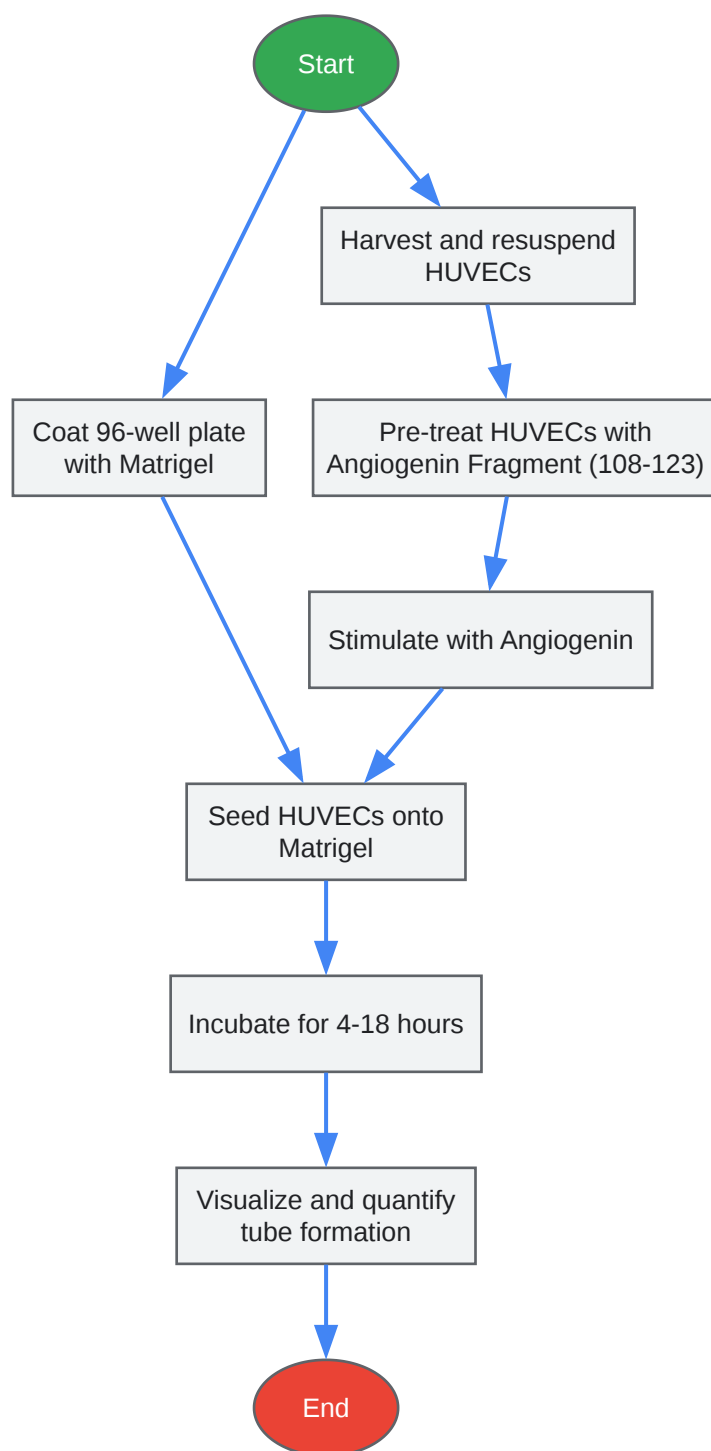 Start
Harvest and resuspend
HUVECs
Coat 96-well plate
with Matrigel
Pre-treat HUVECs with
Angiogenin Fragment (108-123)
Stimulate with Angiogenin
Seed HUVECs onto
Matrigel
Incubate for 4-18 hours
Visualize and quantify
tube formation
End